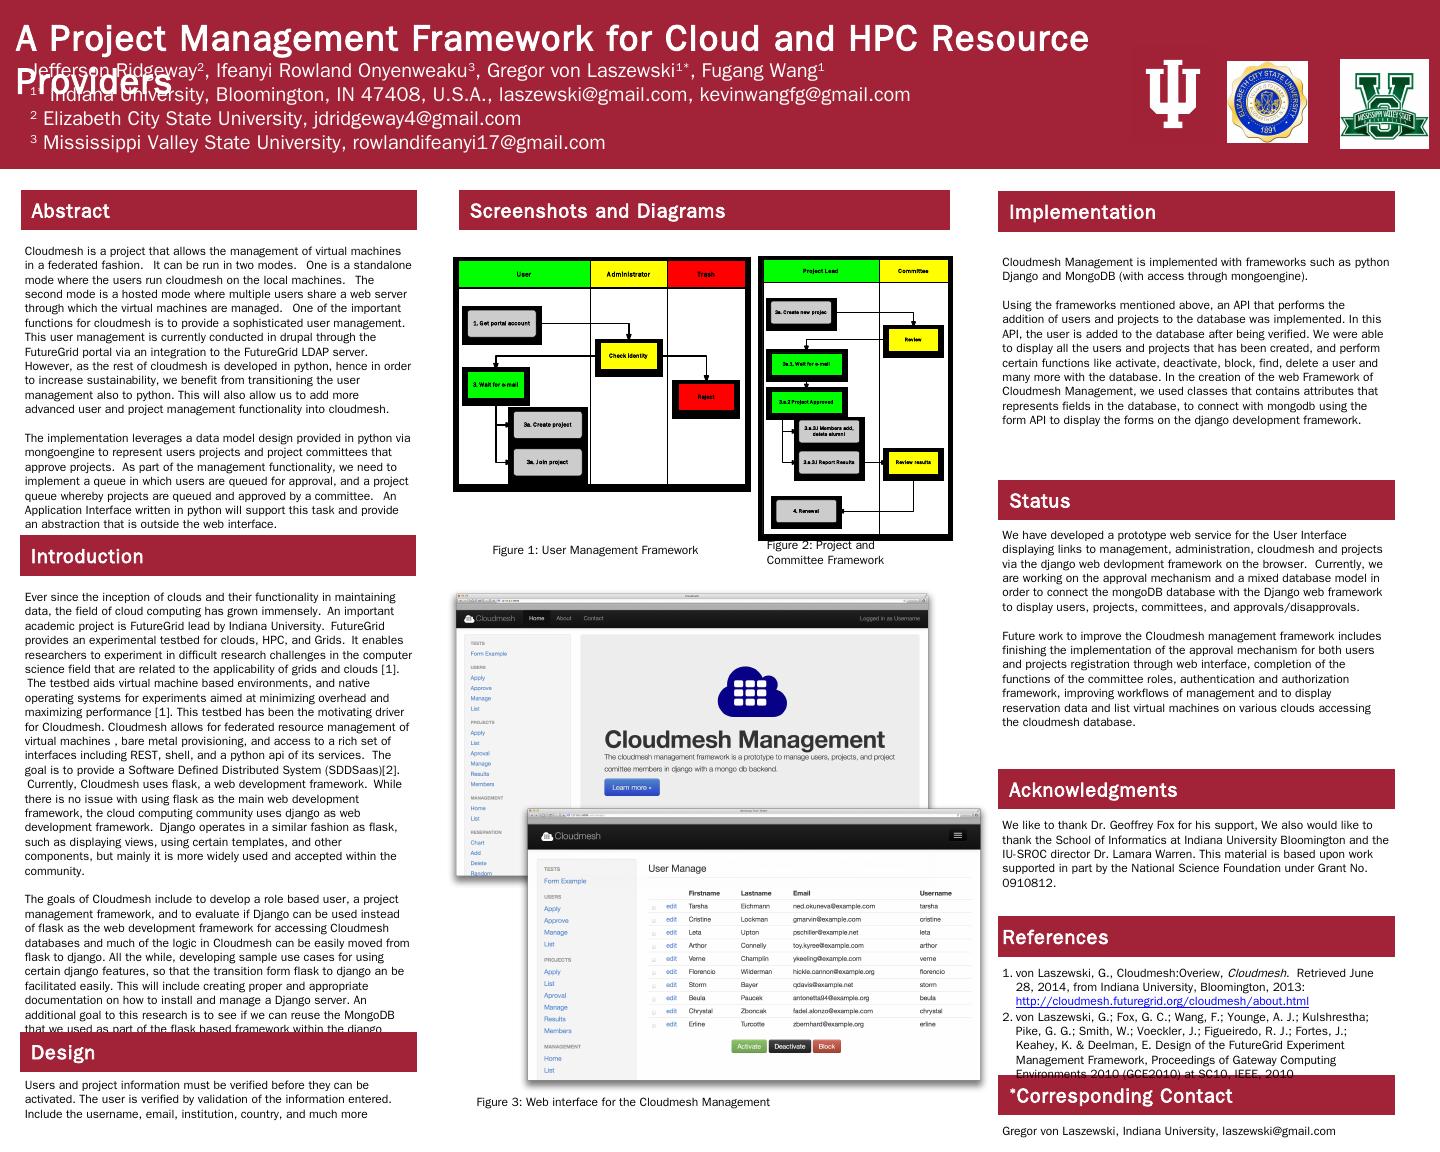 A Project Management Framework for Cloud and HPC Resource
Providers
Jefferson Ridgeway², Ifeanyi Rowland Onyenweaku³, Gregor von Laszewski¹*, Fugang Wang¹
¹* Indiana University, Bloomington, IN 47408, U.S.A., laszewski@gmail.com, kevinwangfg@gmail.com
² Elizabeth City State University, jdridgeway4@gmail.com
³ Mississippi Valley State University, rowlandifeanyi17@gmail.com
ELIZABETH CITY STATE UNIVERSITY
1891
MISSISSIPPI VALLEY STATE
Abstract
Cloudmesh is a project that allows the management of virtual machines
in a federated fashion.   It can be run in two modes.   One is a standalone
mode where the users run cloudmesh on the local machines.   The
second mode is a hosted mode where multiple users share a web server
through which the virtual machines are managed.   One of the important
functions for cloudmesh is to provide a sophisticated user management.
This user management is currently conducted in drupal through the
FutureGrid portal via an integration to the FutureGrid LDAP server.
However, as the rest of cloudmesh is developed in python, hence in order
to increase sustainability, we benefit from transitioning the user
management also to python. This will also allow us to add more
advanced user and project management functionality into cloudmesh.
The implementation leverages a data model design provided in python via
mongoengine to represent users projects and project committees that
approve projects.  As part of the management functionality, we need to
implement a queue in which users are queued for approval, and a project
queue whereby projects are queued and approved by a committee.   An
Application Interface written in python will support this task and provide
an abstraction that is outside the web interface.
Introduction
Ever since the inception of clouds and their functionality in maintaining
data, the field of cloud computing has grown immensely.  An important
academic project is FutureGrid lead by Indiana University.  FutureGrid
provides an experimental testbed for clouds, HPC, and Grids.  It enables
researchers to experiment in difficult research challenges in the computer
science field that are related to the applicability of grids and clouds [1].
The testbed aids virtual machine based environments, and native
operating systems for experiments aimed at minimizing overhead and
maximizing performance [1]. This testbed has been the motivating driver
for Cloudmesh. Cloudmesh allows for federated resource management of
virtual machines , bare metal provisioning, and access to a rich set of
interfaces including REST, shell, and a python api of its services.  The
goal is to provide a Software Defined Distributed System (SDDSaas)[2].
Currently, Cloudmesh uses flask, a web development framework.  While
there is no issue with using flask as the main web development
framework, the cloud computing community uses django as web
development framework.  Django operates in a similar fashion as flask,
such as displaying views, using certain templates, and other
components, but mainly it is more widely used and accepted within the
community.
The goals of Cloudmesh include to develop a role based user, a project
management framework, and to evaluate if Django can be used instead
of flask as the web development framework for accessing Cloudmesh
databases and much of the logic in Cloudmesh can be easily moved from
flask to django. All the while, developing sample use cases for using
certain django features, so that the transition form flask to django an be
facilitated easily. This will include creating proper and appropriate
documentation on how to install and manage a Django server. An
additional goal to this research is to see if we can reuse the MongoDB
that we used as part of the flask based framework within the django
Design
Users and project information must be verified before they can be
activated. The user is verified by validation of the information entered.
Include the username, email, institution, country, and much more
Screenshots and Diagrams
User
Administrator
Trash
1. Get portal account
Check identity
3. Wait for e-mail
Reject
3a. Create project
3a. Join project
Figure 1: User Management Framework
Project Lead
Committee
3a. Create new projec
Review
3a.1. Wait for e-mail
3.a.2 Project Approved
3.a.3.I Members add,
delete alumni
3.a.3.I Report Results
Review results
4. Renewal
Figure 2: Project and
Committee Framework
Cloudmesh
Home
About
Contact
Logged in as Username
TESTS
Form Example
USERS
Apply
Approve
Manage
List
PROJECTS
Apply
List
Aproval
Manage
Results
Members
MANAGEMENT
Home
List
RESERVATION
Chart
Add
Delete
Random
Cloudmesh Management
The cloudmesh management framework is a prototype to manage users, projects, and project
comittee members in django with a mongo db backend.
Learn more »
Cloudmesh
TESTS
Form Example
USERS
Apply
Approve
Manage
List
PROJECTS
Apply
List
Aproval
Manage
Results
Members
MANAGEMENT
Home
List
User Manage
Firstname Lastname Email Username
edit Tarsha Eichmann ned.okuneva@example.com tarsha
edit Cristine Lockman gmarvin@example.com cristine
edit Leta Upton pschiller@example.net leta
edit Arthor Connelly toy.kyree@example.com arthor
edit Verne Champlin ykeeling@example.com verne
edit Florencio Wilderman hickle.cannon@example.org florencio
edit Storm Bayer qdavis@example.net storm
edit Beula Paucek antonetta94@example.org beula
edit Chrystal Zboncak fadel.alonzo@example.com chrystal
edit Erline Turcotte zbernhard@example.org erline
Activate
Deactivate
Block
Figure 3: Web interface for the Cloudmesh Management
Implementation
Cloudmesh Management is implemented with frameworks such as python
Django and MongoDB (with access through mongoengine).
Using the frameworks mentioned above, an API that performs the
addition of users and projects to the database was implemented. In this
API, the user is added to the database after being verified. We were able
to display all the users and projects that has been created, and perform
certain functions like activate, deactivate, block, find, delete a user and
many more with the database. In the creation of the web Framework of
Cloudmesh Management, we used classes that contains attributes that
represents fields in the database, to connect with mongodb using the
form API to display the forms on the django development framework.
Status
We have developed a prototype web service for the User Interface
displaying links to management, administration, cloudmesh and projects
via the django web devlopment framework on the browser.  Currently, we
are working on the approval mechanism and a mixed database model in
order to connect the mongoDB database with the Django web framework
to display users, projects, committees, and approvals/disapprovals.
Future work to improve the Cloudmesh management framework includes
finishing the implementation of the approval mechanism for both users
and projects registration through web interface, completion of the
functions of the committee roles, authentication and authorization
framework, improving workflows of management and to display
reservation data and list virtual machines on various clouds accessing
the cloudmesh database.
Acknowledgments
We like to thank Dr. Geoffrey Fox for his support, We also would like to
thank the School of Informatics at Indiana University Bloomington and the
IU-SROC director Dr. Lamara Warren. This material is based upon work
supported in part by the National Science Foundation under Grant No.
0910812.
References
1. von Laszewski, G., Cloudmesh:Overiew, Cloudmesh.  Retrieved June
28, 2014, from Indiana University, Bloomington, 2013:
http://cloudmesh.futuregrid.org/cloudmesh/about.html
2. von Laszewski, G.; Fox, G. C.; Wang, F.; Younge, A. J.; Kulshrestha;
Pike, G. G.; Smith, W.; Voeckler, J.; Figueiredo, R. J.; Fortes, J.;
Keahey, K. & Deelman, E. Design of the FutureGrid Experiment
Management Framework, Proceedings of Gateway Computing
Environments 2010 (GCE2010) at SC10, IEEE, 2010
*Corresponding Contact
Gregor von Laszewski, Indiana University, laszewski@gmail.com